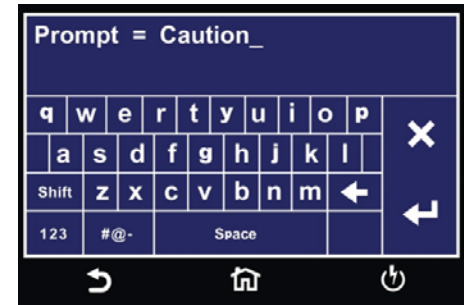 Prompt = Caution_
q w e r t y u i o p
a s d f g h j k l
Shift z x c v b n m
123 #@- Space